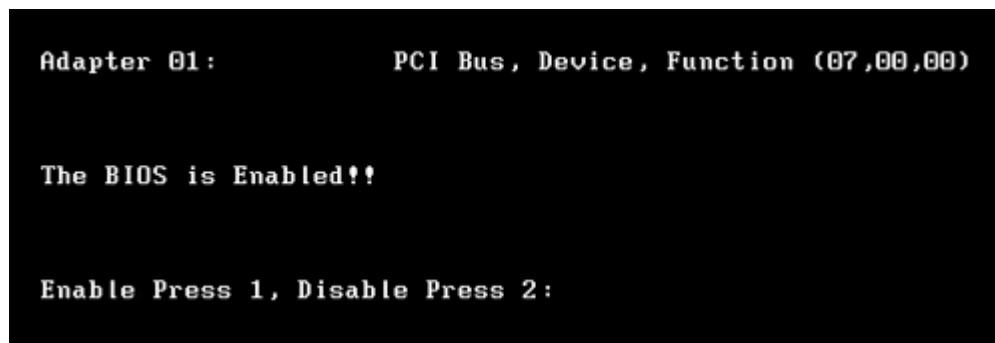 Adapter 01: PCI Bus, Device, Function (07,00,00)
The BIOS is Enabled!!
Enable Press 1, Disable Press 2: